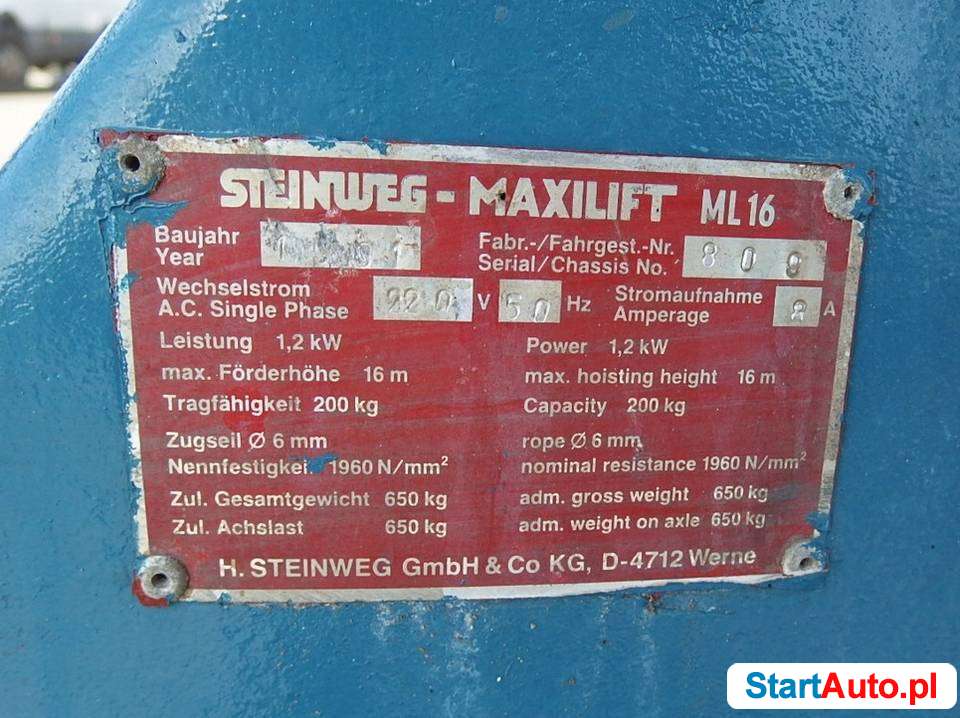 STEINWEG - MAXILIFT ML 16
Baujahr Fabr.-/Fahrgest.-Nr.
Year Serial/Chassis No. 809
Wechselstrom 220 V 50 Hz Stromaufnahme
A.C. Single Phase Amperage 8 A
Leistung 1,2 kW Power 1,2 kW
max. Förderhöhe 16 m max. hoisting height 16 m
Tragfähigkeit 200 kg Capacity 200 kg
Zugseil Ø 6 mm rope Ø 6 mm
Nennfestigkeit 1960 N/mm² nominal resistance 1960 N/mm²
Zul. Gesamtgewicht 650 kg adm. gross weight 650 kg
Zul. Achslast 650 kg adm. weight on axle 650 kg
H. STEINWEG GmbH & Co KG, D-4712 Werne
StartAuto.pl